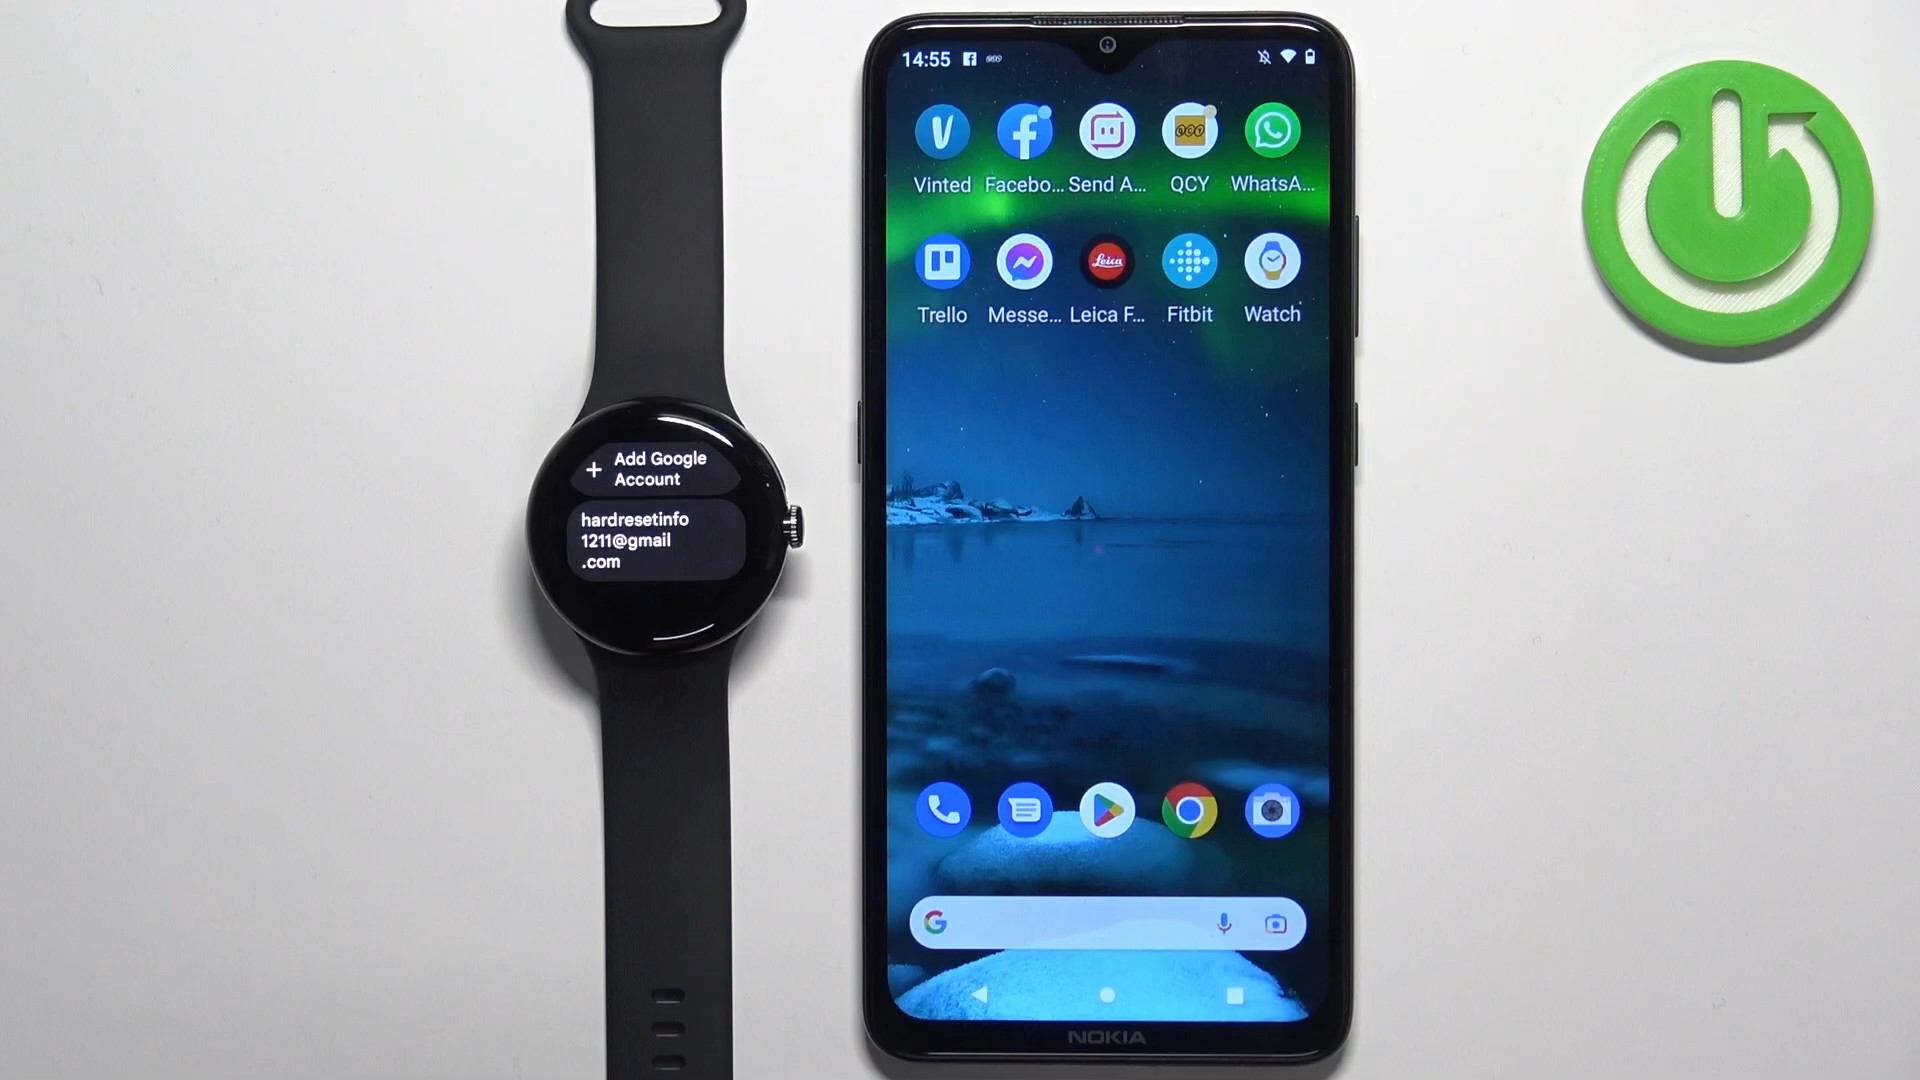 Add Google
Account
hardresetinfo
1211@gmail
.com
14:55
Vinted
Facebo...
Send A...
QCY
WhatsA...
Leica
Trello
Messe...
Leica F...
Fitbit
Watch
NOKIA